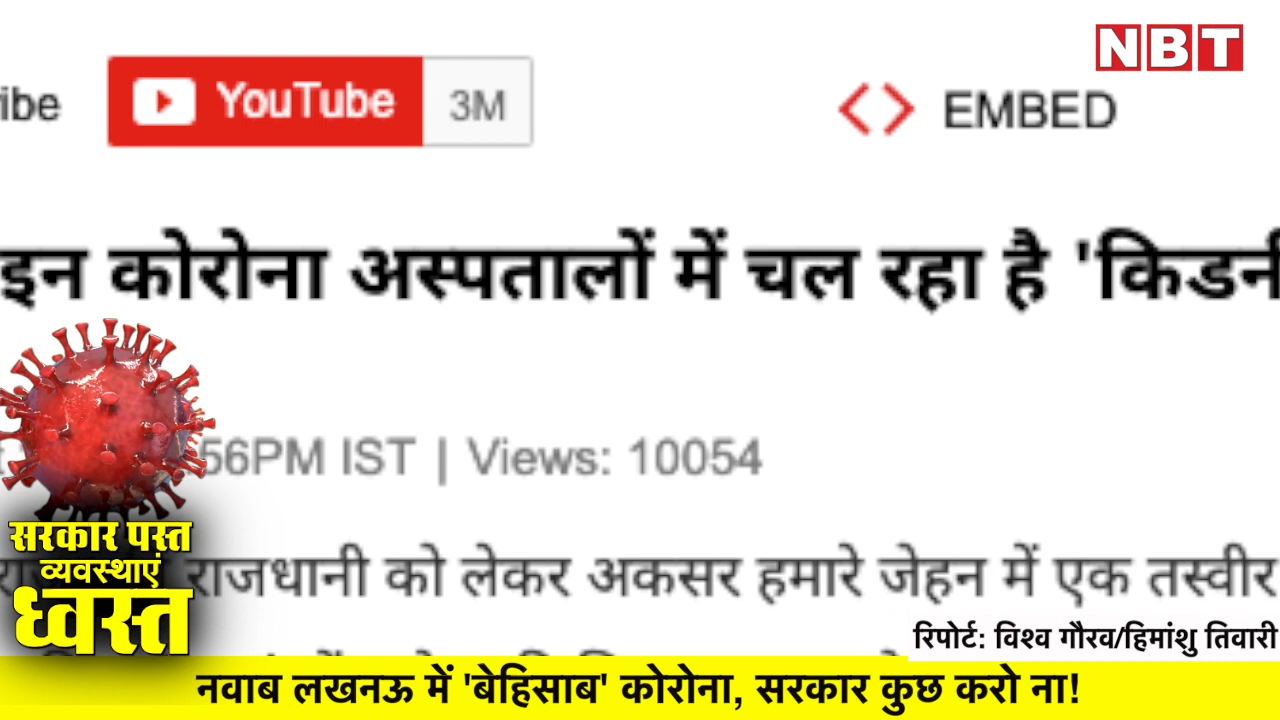 NBT
YouTube 3M
EMBED
इन कोरोना अस्पतालों में चल रहा है 'किडनी
56PM IST | Views: 10054
सरकार पस्त
व्यवस्थाएं
ध्वस्त
राजधानी को लेकर अकसर हमारे जेहन में एक तस्वीर
रिपोर्ट: विश्व गौरव/हिमांशु तिवारी
नवाब लखनऊ में 'बेहिसाब' कोरोना, सरकार कुछ करो ना!